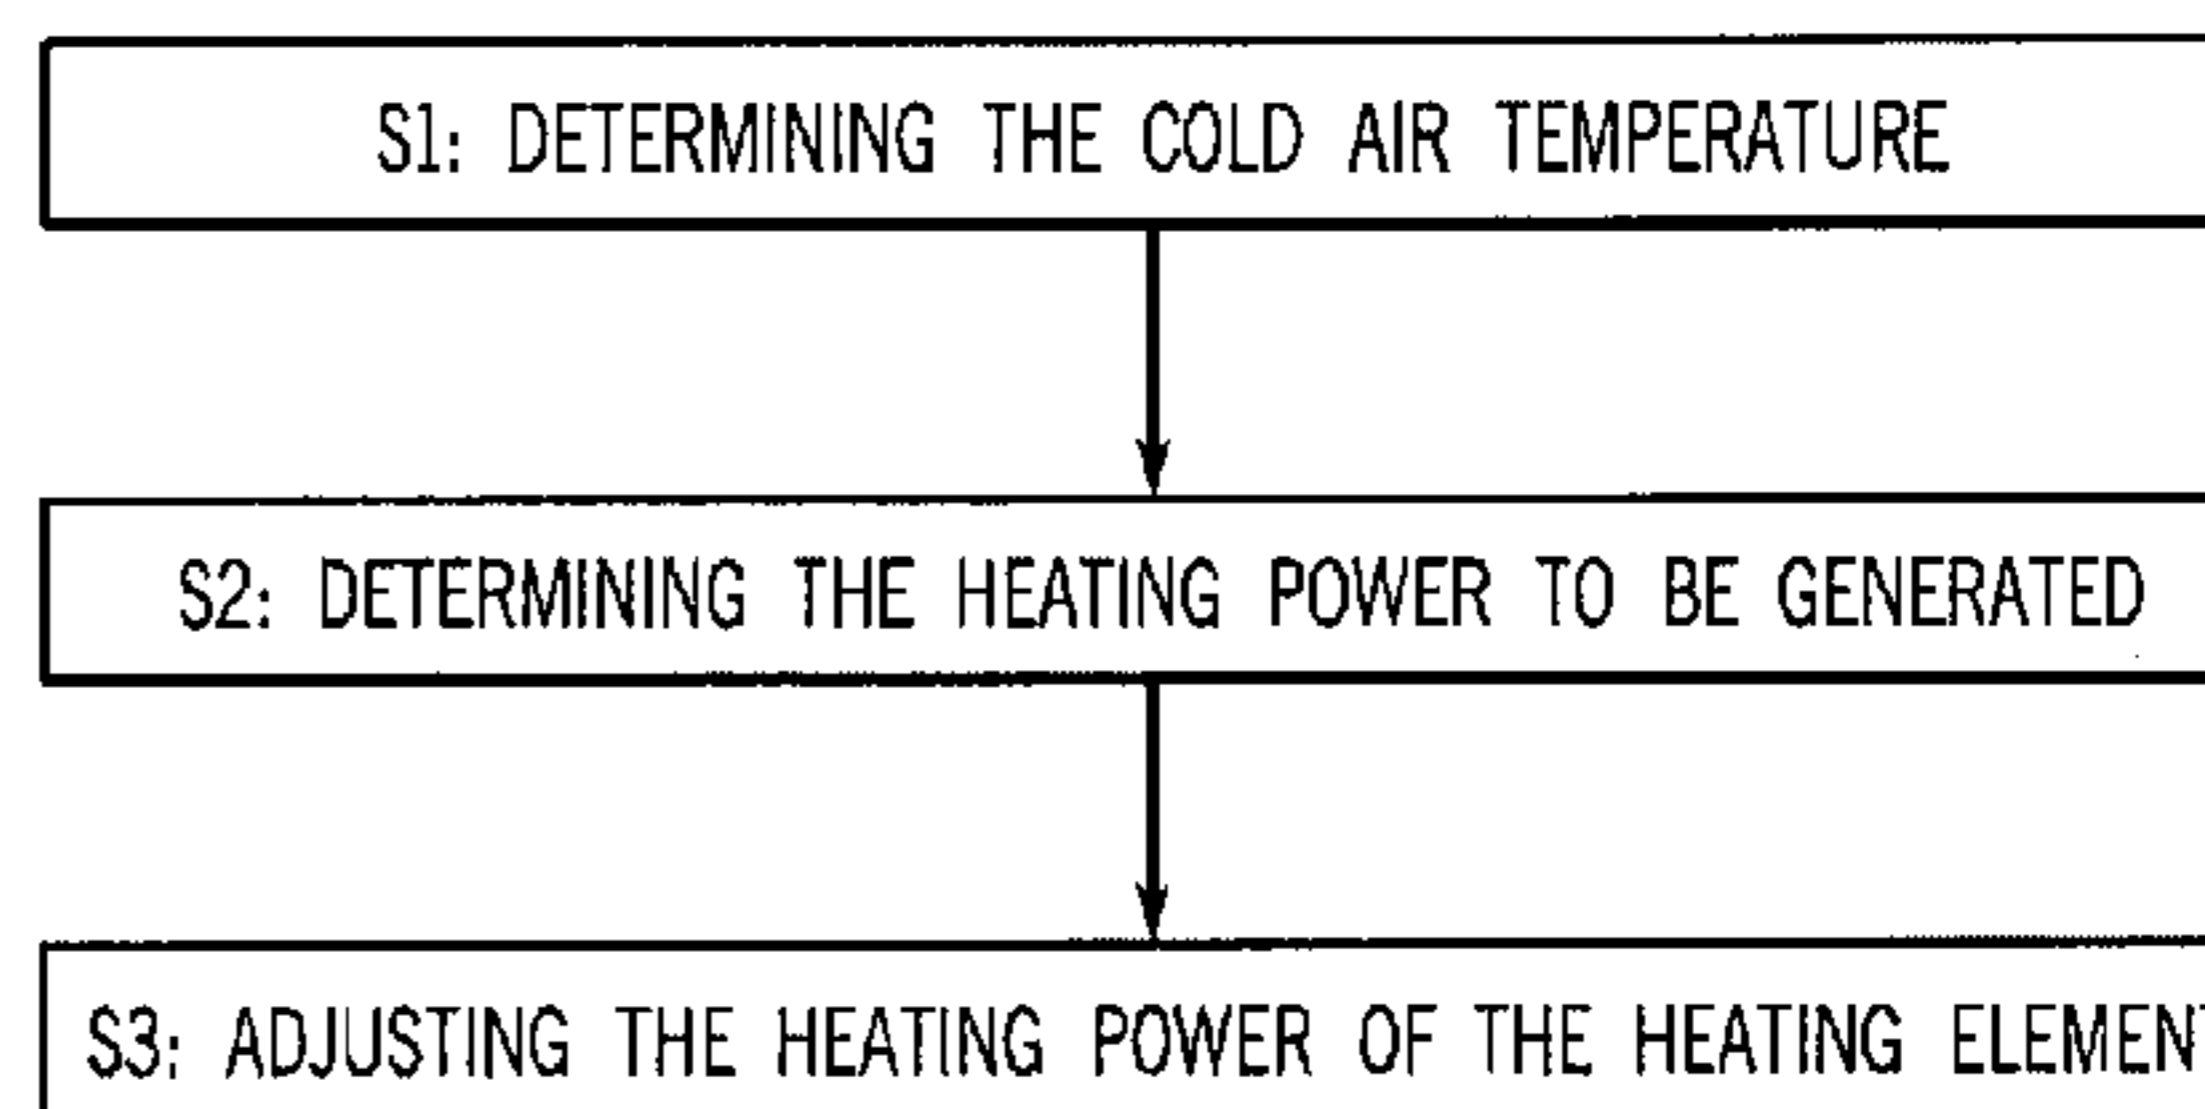 S1: DETERMINING THE COLD AIR TEMPERATURE
S2: DETERMINING THE HEATING POWER TO BE GENERATED
S3: ADJUSTING THE HEATING POWER OF THE HEATING